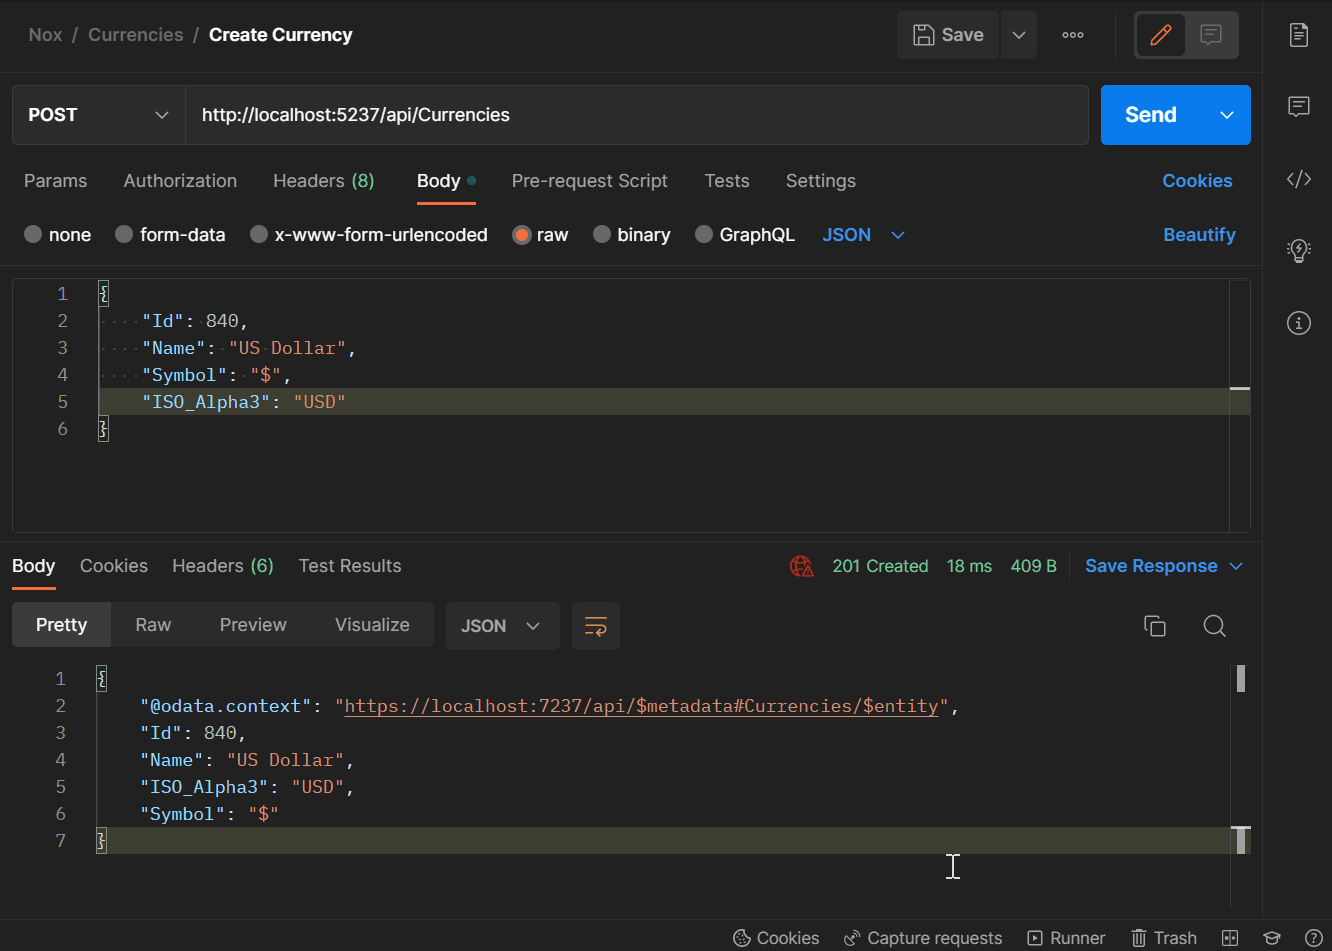 Nox / Currencies / Create Currency Save
POST http://localhost:5237/api/Currencies Send
Params Authorization Headers (8) Body Pre-request Script Tests Settings Cookies
none form-data x-www-form-urlencoded raw binary GraphQL JSON Beautify
1 {
2 "Id": 840,
3 "Name": "US Dollar",
4 "Symbol": "$",
5 "ISO_Alpha3": "USD"
6 }
Body Cookies Headers (6) Test Results 201 Created 18 ms 409 B Save Response
Pretty Raw Preview Visualize JSON
1 {
2 "@odata.context": "https://localhost:7237/api/$metadata#Currencies/$entity",
3 "Id": 840,
4 "Name": "US Dollar",
5 "ISO_Alpha3": "USD",
6 "Symbol": "$"
7 }
Cookies Capture requests Runner Trash